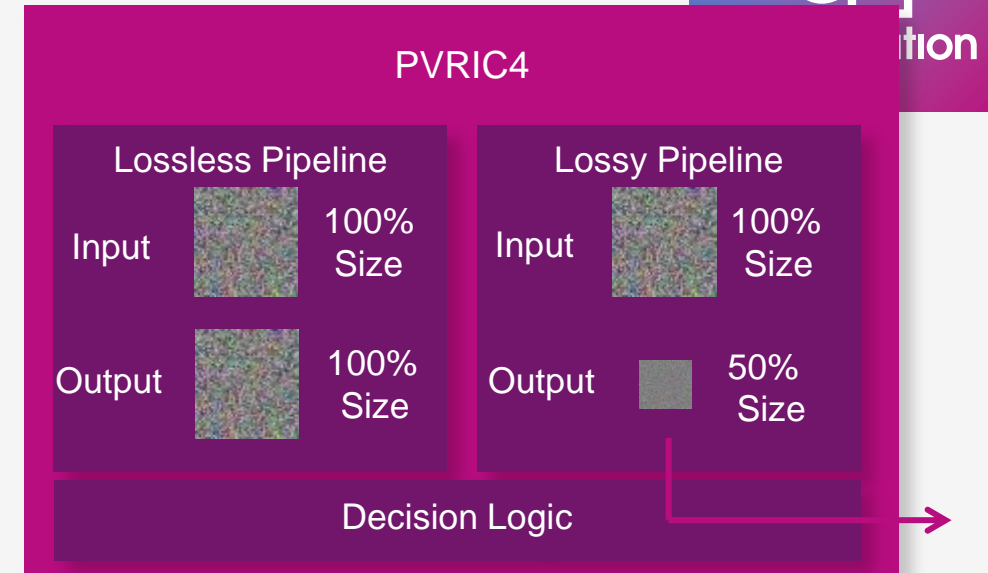 PVRIC4
Lossless Pipeline
Input
100%
Size
Output
100%
Size
Lossy Pipeline
Input
100%
Size
Output
50%
Size
Decision Logic